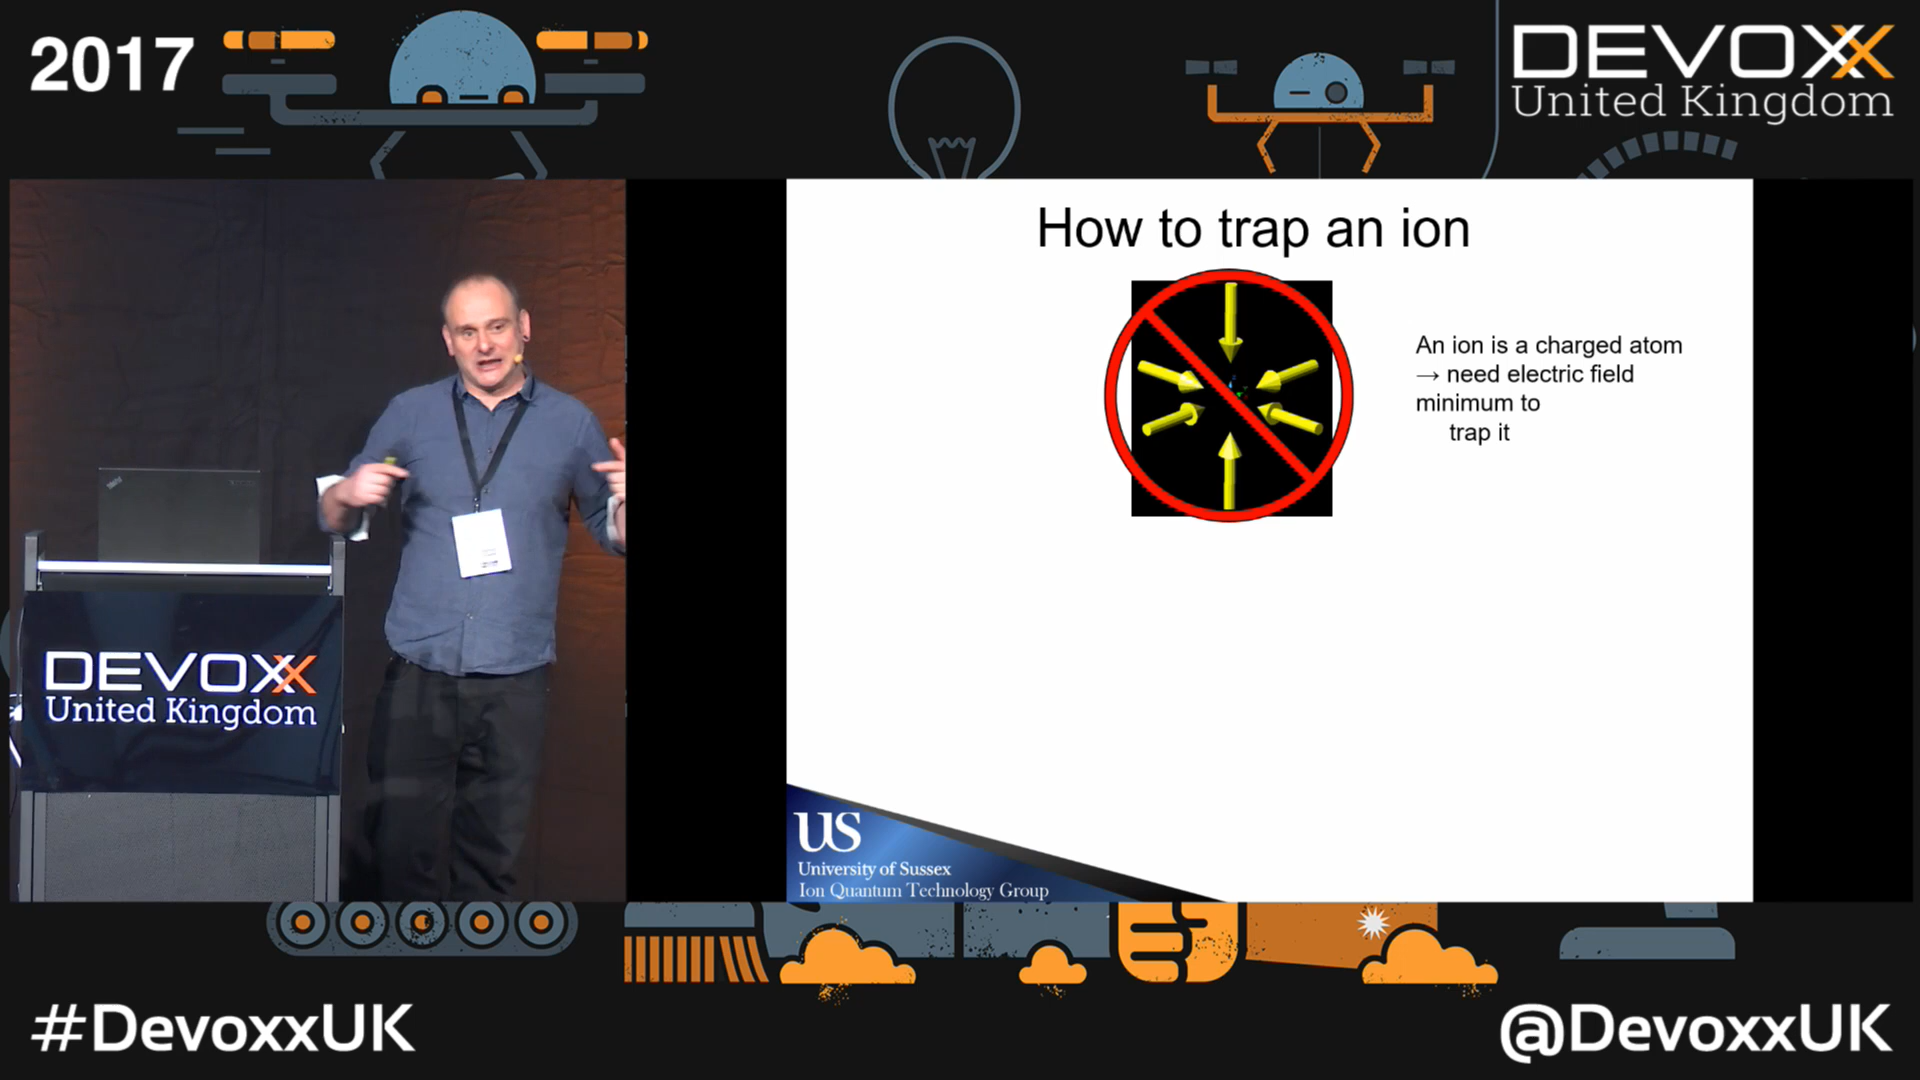 2017
DEVOXX
United Kingdom
How to trap an ion
An ion is a charged atom
→ need electric field
minimum to
trap it
DEVOXX
United Kingdom
US
University of Sussex
Ion Quantum Technology Group
#DevoxxUK
@DevoxxUK